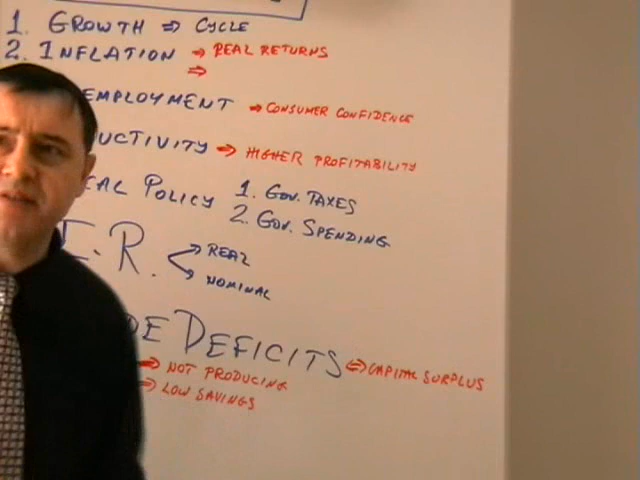 1. GROWTH ⇒ CYCLE
2. INFLATION → REAL RETURNS
⇒
EMPLOYMENT → CONSUMER CONFIDENCE
UCTIVITY → HIGHER PROFITABILITY
CAL POLICY 1. GOV. TAXES
2. GOV. SPENDING
I.R. REAL
NOMINAL
DE DEFICITS ⇔ CAPITAL SURPLUS
⇒ NOT PRODUCING
⇒ LOW SAVINGS